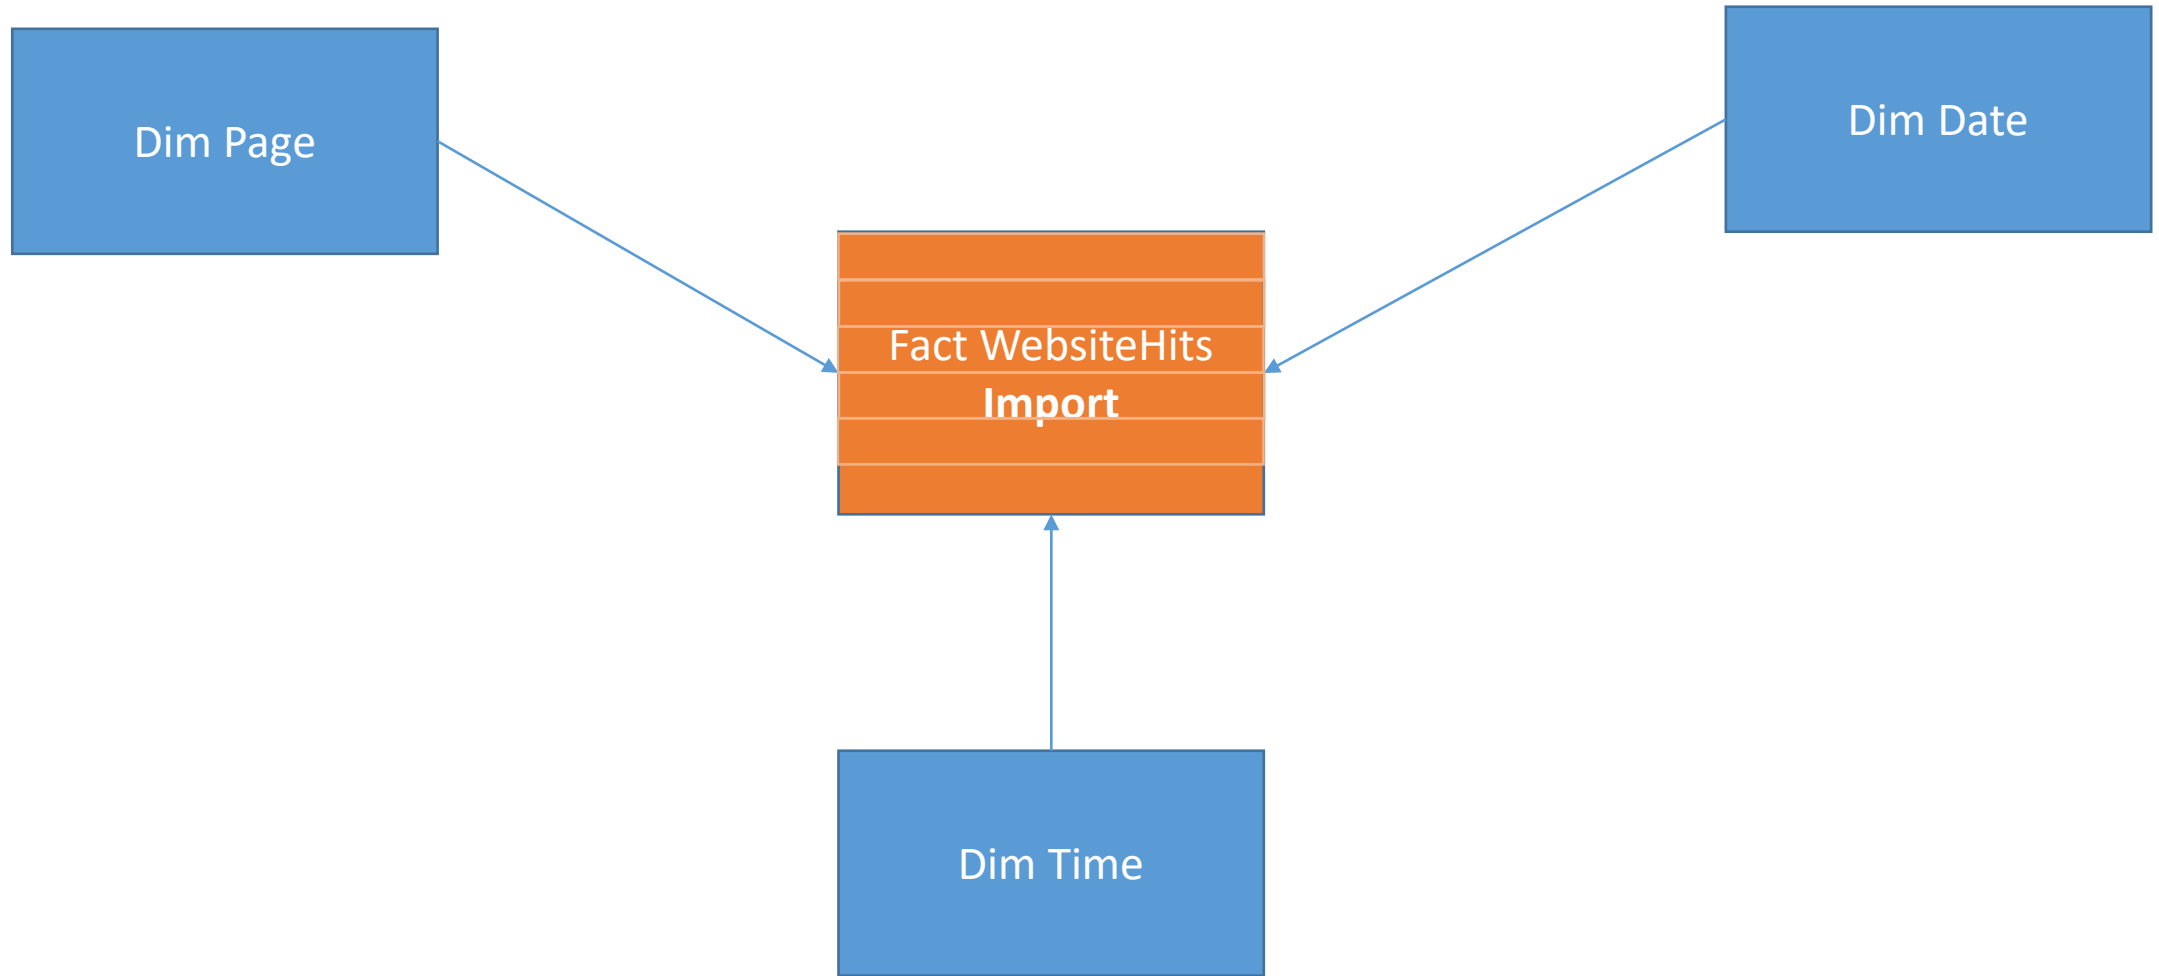 Dim Page
Dim Date
Fact WebsiteHits
Import
Dim Time